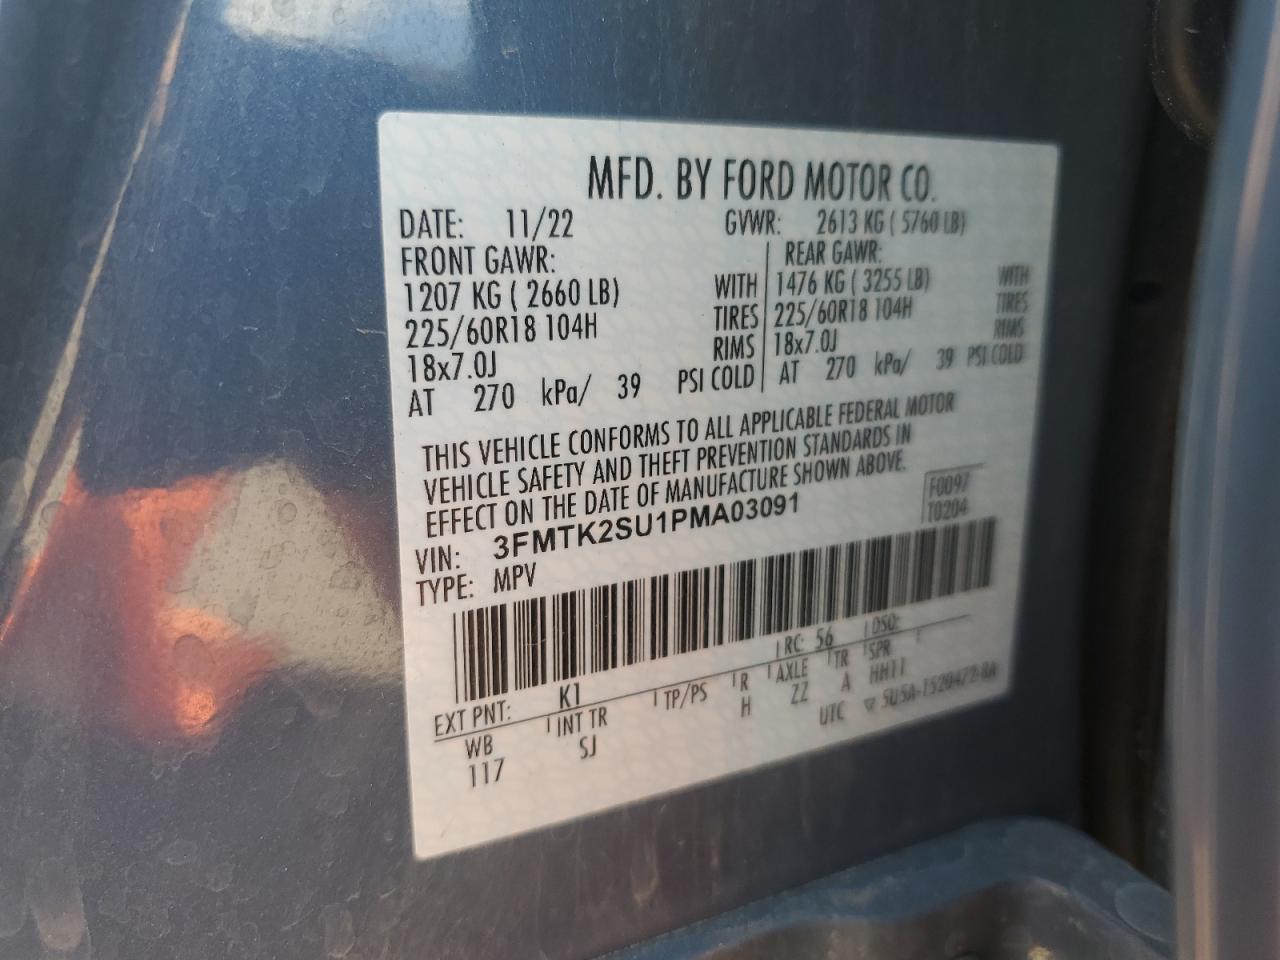 MFD. BY FORD MOTOR CO.
DATE: 11/22 GVWR: 2613 KG ( 5760 LB)
FRONT GAWR: REAR GAWR:
1207 KG ( 2660 LB) WITH 1476 KG ( 3255 LB) WITH
225/60R18 104H TIRES 225/60R18 104H TIRES
18x7.0J RIMS 18x7.0J RIMS
AT 270 kPa/ 39 PSI COLD AT 270 kPa/ 39 PSI COLD
THIS VEHICLE CONFORMS TO ALL APPLICABLE FEDERAL MOTOR
VEHICLE SAFETY AND THEFT PREVENTION STANDARDS IN
EFFECT ON THE DATE OF MANUFACTURE SHOWN ABOVE.
VIN: 3FMTK2SU1PMA03091 F0097
TYPE: MPV T0204
EXT PNT: K1 RC: 56 DSO:
WB INT TR TP/PS R AXLE TR SPR
117 SJ H ZZ A HH11
UTC ▽ 5U5A-1520472-BA